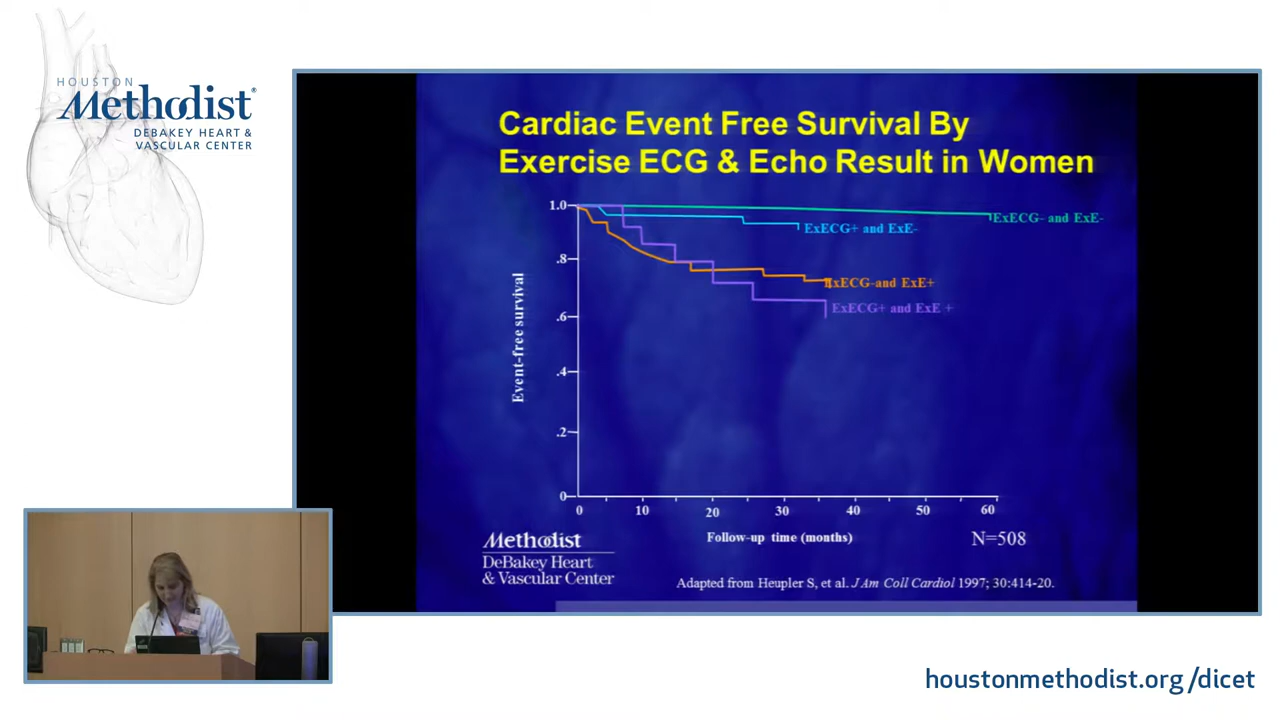 HOUSTON
Methodist®
DEBAKEY HEART &
VASCULAR CENTER
Cardiac Event Free Survival By
Exercise ECG & Echo Result in Women
1.0
.8
.6
.4
.2
0
Event-free survival
ExECG- and ExE-
ExECG+ and ExE-
ExECG-and ExE+
ExECG+ and ExE +
0 10 20 30 40 50 60
Follow-up time (months)
N=508
Methodist
DeBakey Heart
& Vascular Center
Adapted from Heupler S, et al. J Am Coll Cardiol 1997; 30:414-20.
houstonmethodist.org/dicet